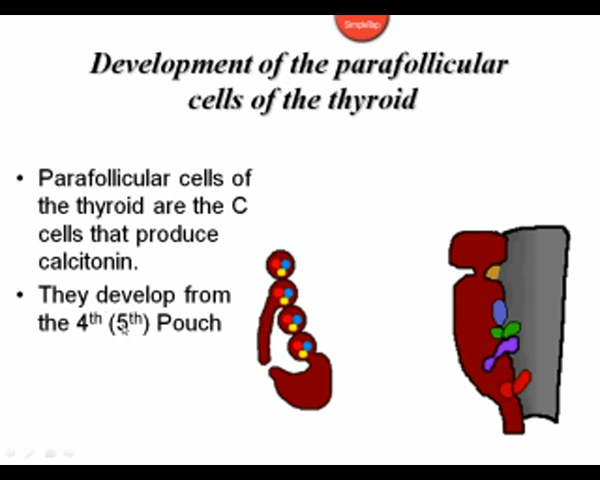 SimpleTap
Development of the parafollicular
cells of the thyroid
• Parafollicular cells of
the thyroid are the C
cells that produce
calcitonin.
• They develop from
the 4th (5th) Pouch